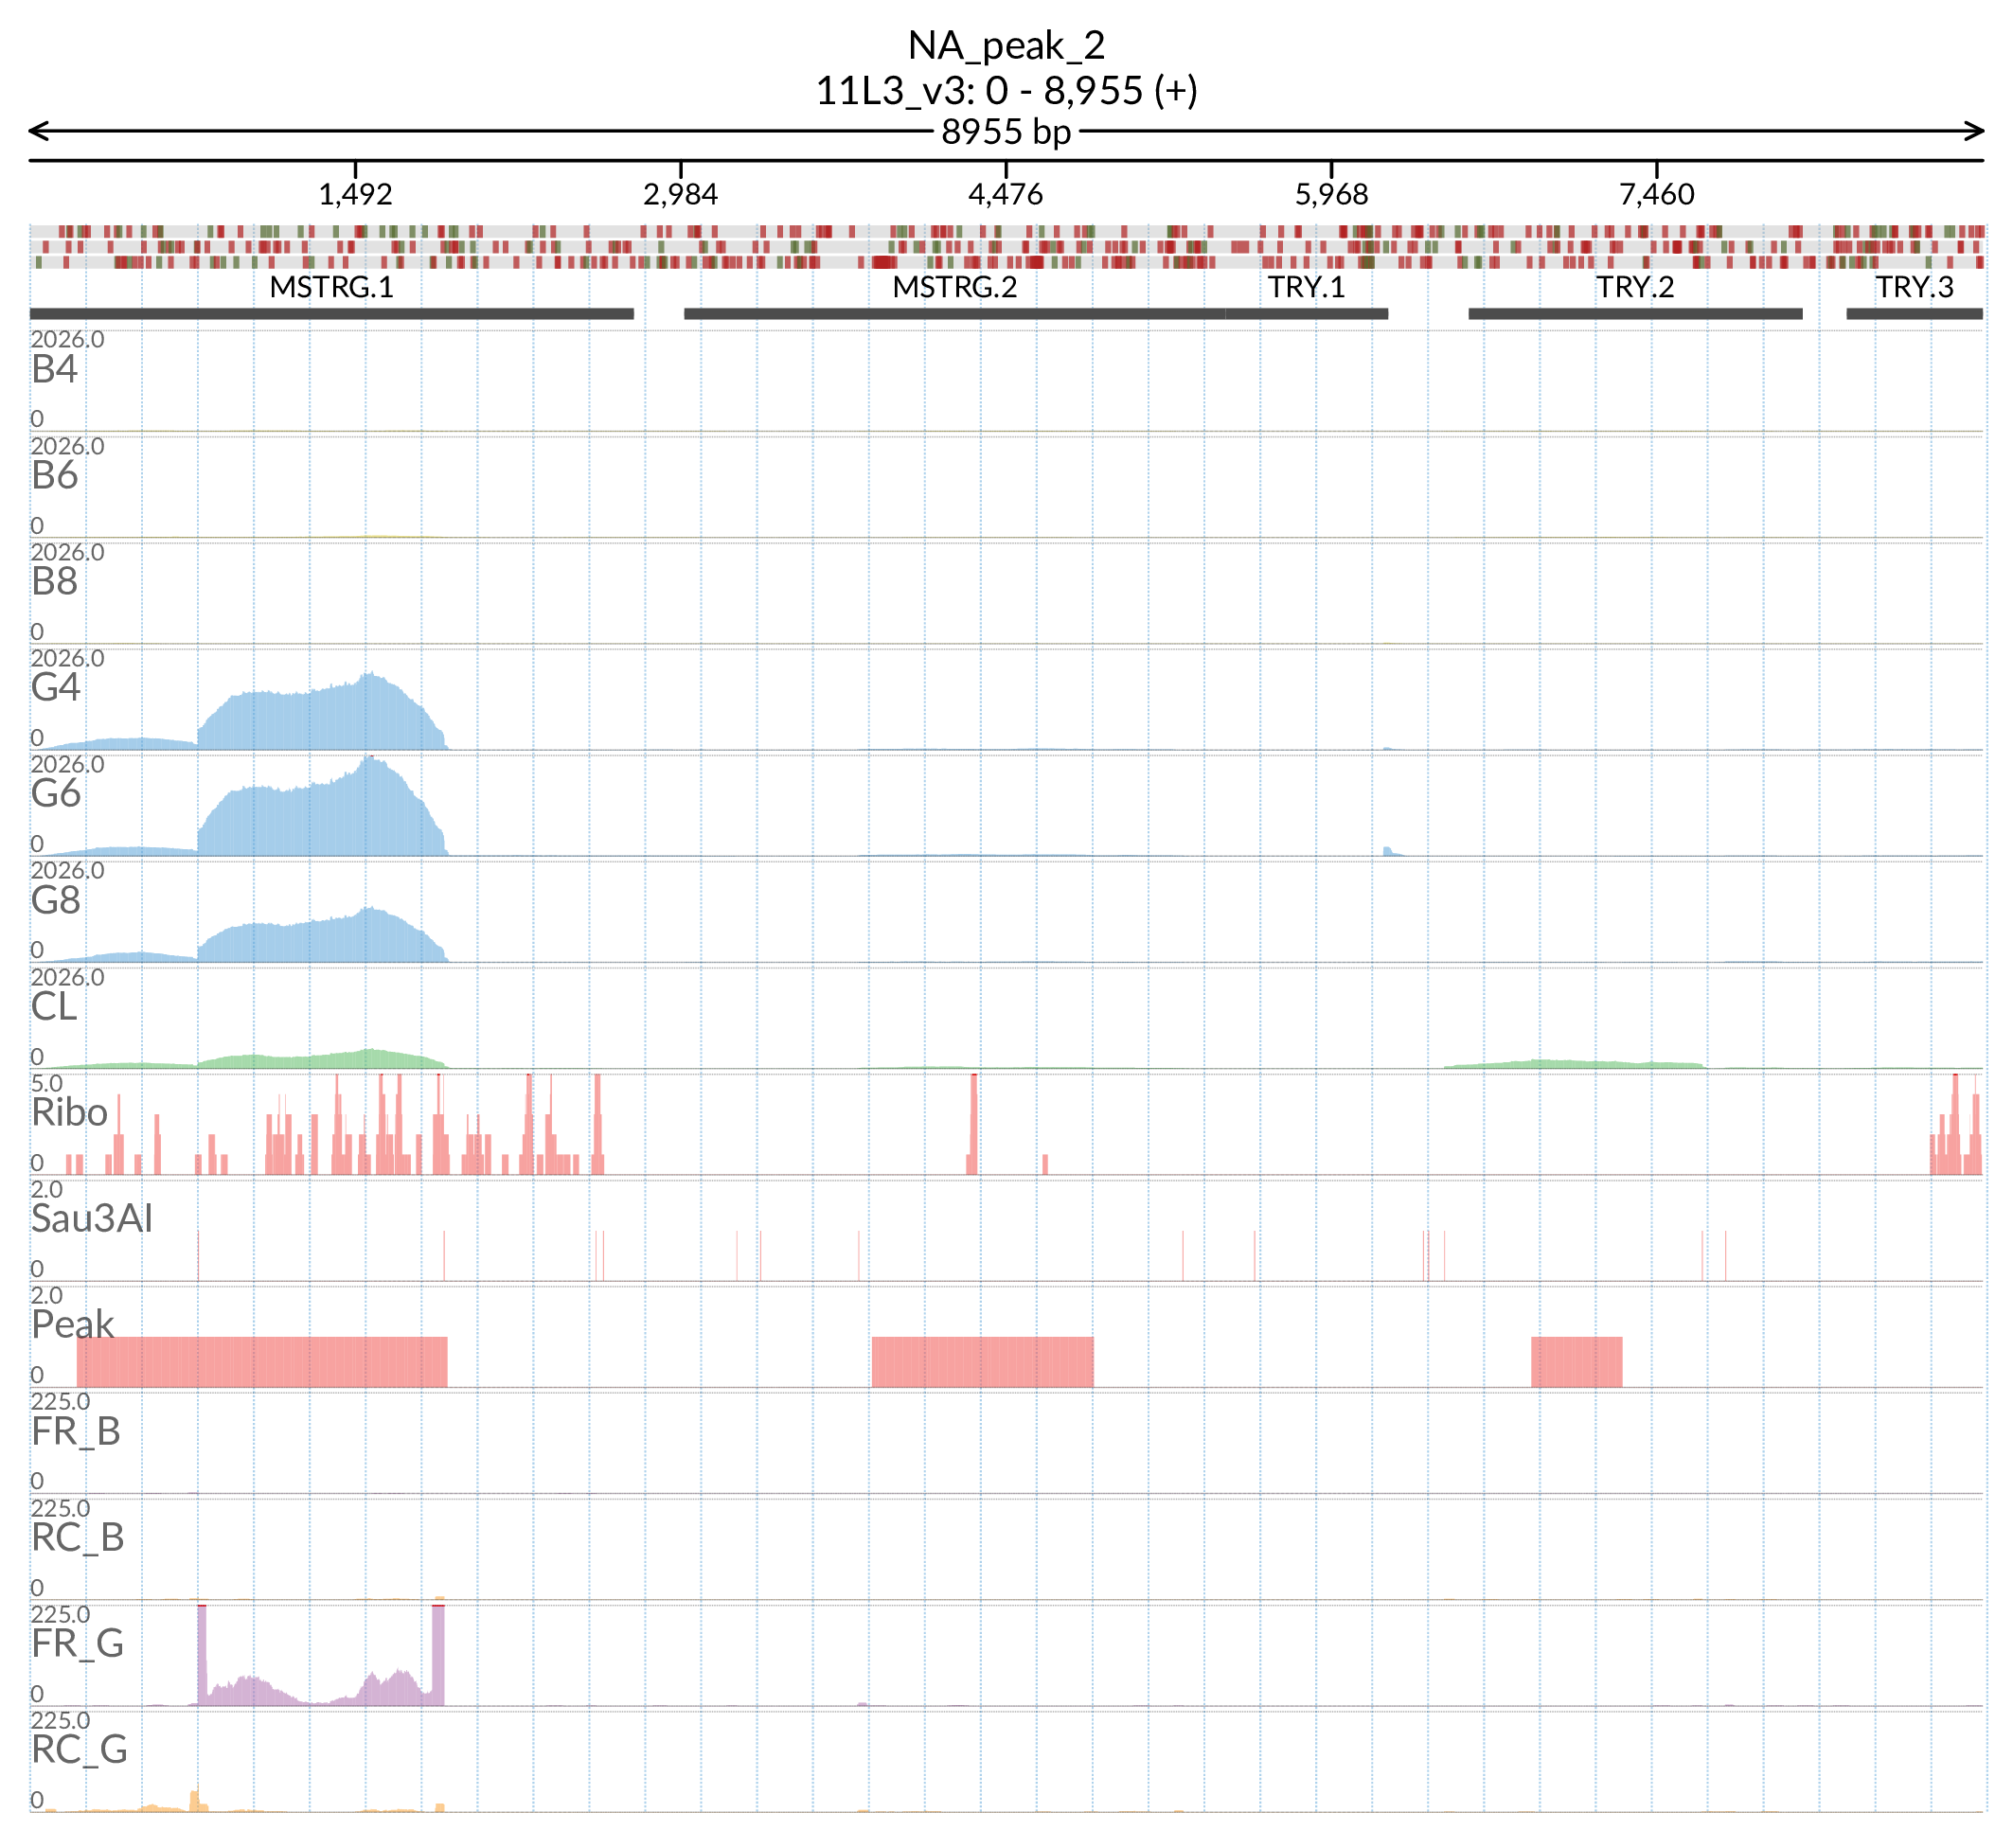 NA_peak_2
11L3_v3: 0 - 8,955 (+)
8955 bp
1,492 2,984 4,476 5,968 7,460
MSTRG.1 MSTRG.2 TRY.1 TRY.2 TRY.3
2026.0
B4
0
2026.0
B6
0
2026.0
B8
0
2026.0
G4
0
2026.0
G6
0
2026.0
G8
0
2026.0
CL
0
5.0
Ribo
0
2.0
Sau3AI
0
2.0
Peak
0
225.0
FR_B
0
225.0
RC_B
0
225.0
FR_G
0
225.0
RC_G
0